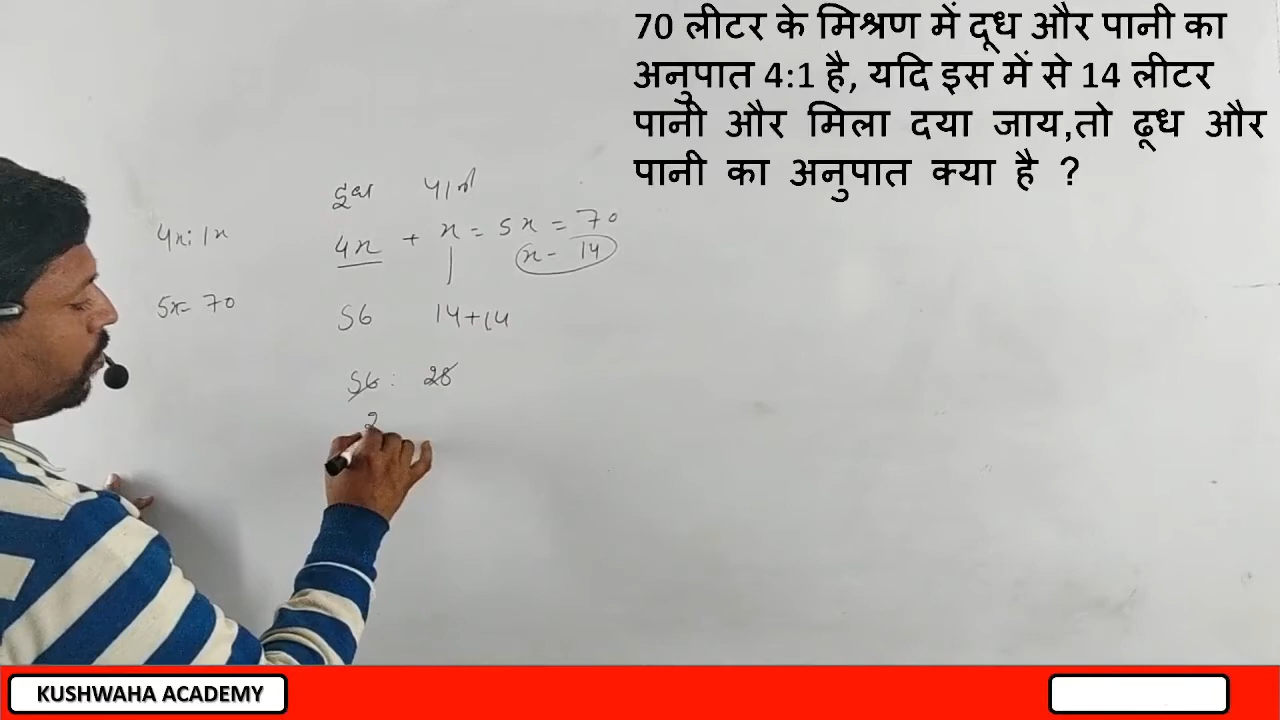 70 लीटर के मिश्रण में दूध और पानी का
अनुपात 4:1 है, यदि इस में से 14 लीटर
पानी और मिला दया जाय,तो ढूध और
पानी का अनुपात क्या है ?
दूध पानी
4x : 1x
4x + x = 5x = 70
x - 14
5x = 70
56 14+14
56 : 28
2
KUSHWAHA ACADEMY